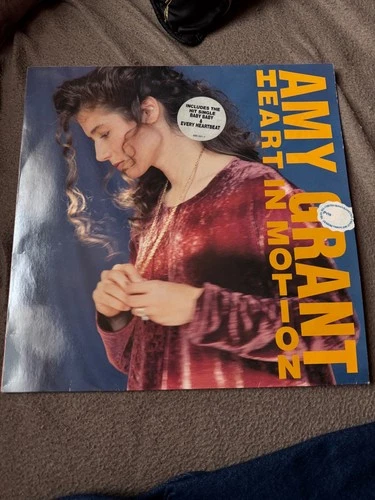 AMY GRANT
HEART IN MOTION
INCLUDES THE
HIT SINGLE
BABY BABY
&
EVERY HEARTBEAT